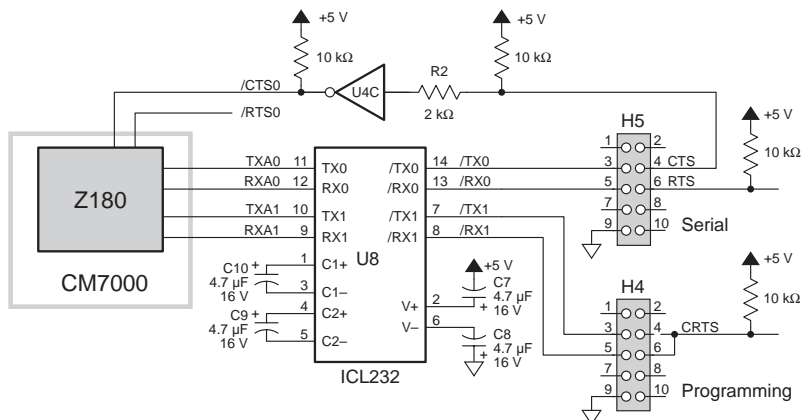 +5 V
+5 V
10 kΩ
10 kΩ
R2
/CTS0
U4C
2 kΩ
/RTS0
H5
+5 V
1
2
10 kΩ
TXA0
11
TX0
/TX0
14
/TX0
3
4
CTS
RXA0
12
RX0
/RX0
13
/RX0
5
6
RTS
Z180
TXA1
10
TX1
/TX1
7
/TX1
7
8
Serial
RXA1
9
RX1
/RX1
8
/RX1
9
10
U8
CM7000
C10
+
4.7 µF
16 V
1
C1+
3
C1–
+5 V
C7
4.7 µF
+
16 V
H4
+5 V
C9
+
4.7 µF
16 V
4
C2+
5
C2–
V+
2
V–
6
C8
4.7 µF
+
16 V
1
2
10 kΩ
3
4
CRTS
5
6
7
8
Programming
9
10
ICL232